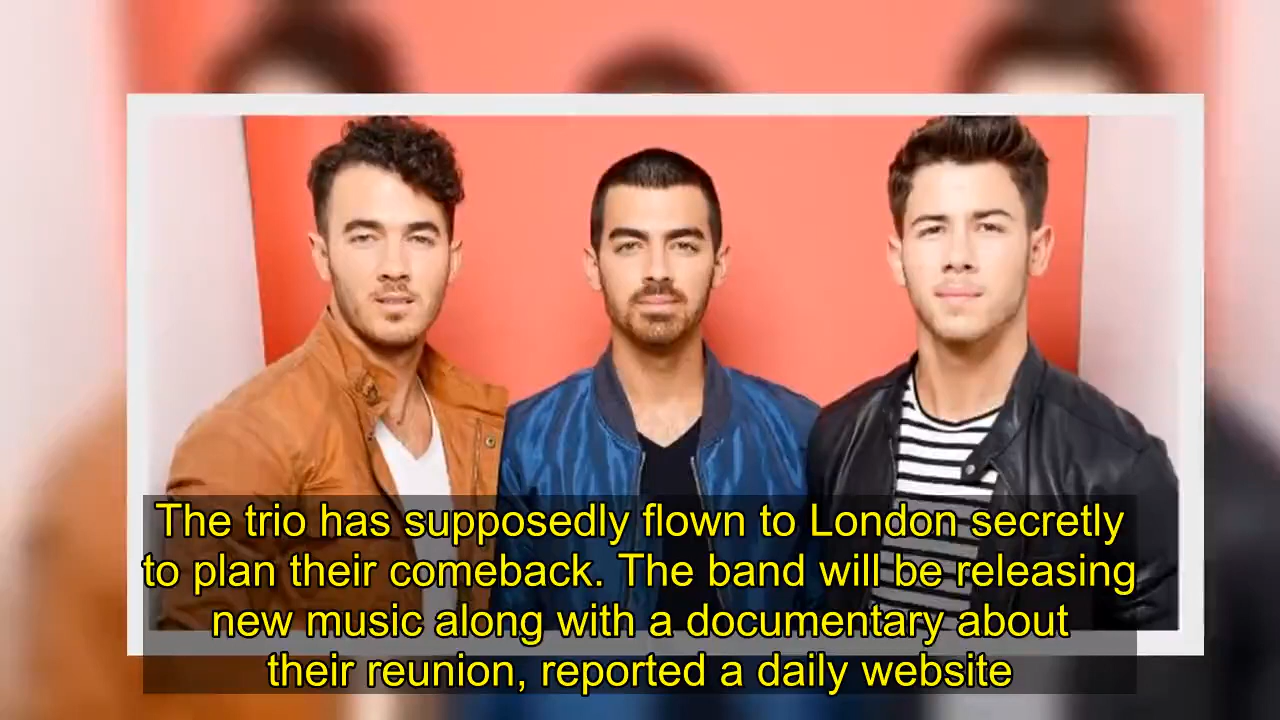 The trio has supposedly flown to London secretly
to plan their comeback. The band will be releasing
new music along with a documentary about
their reunion, reported a daily website